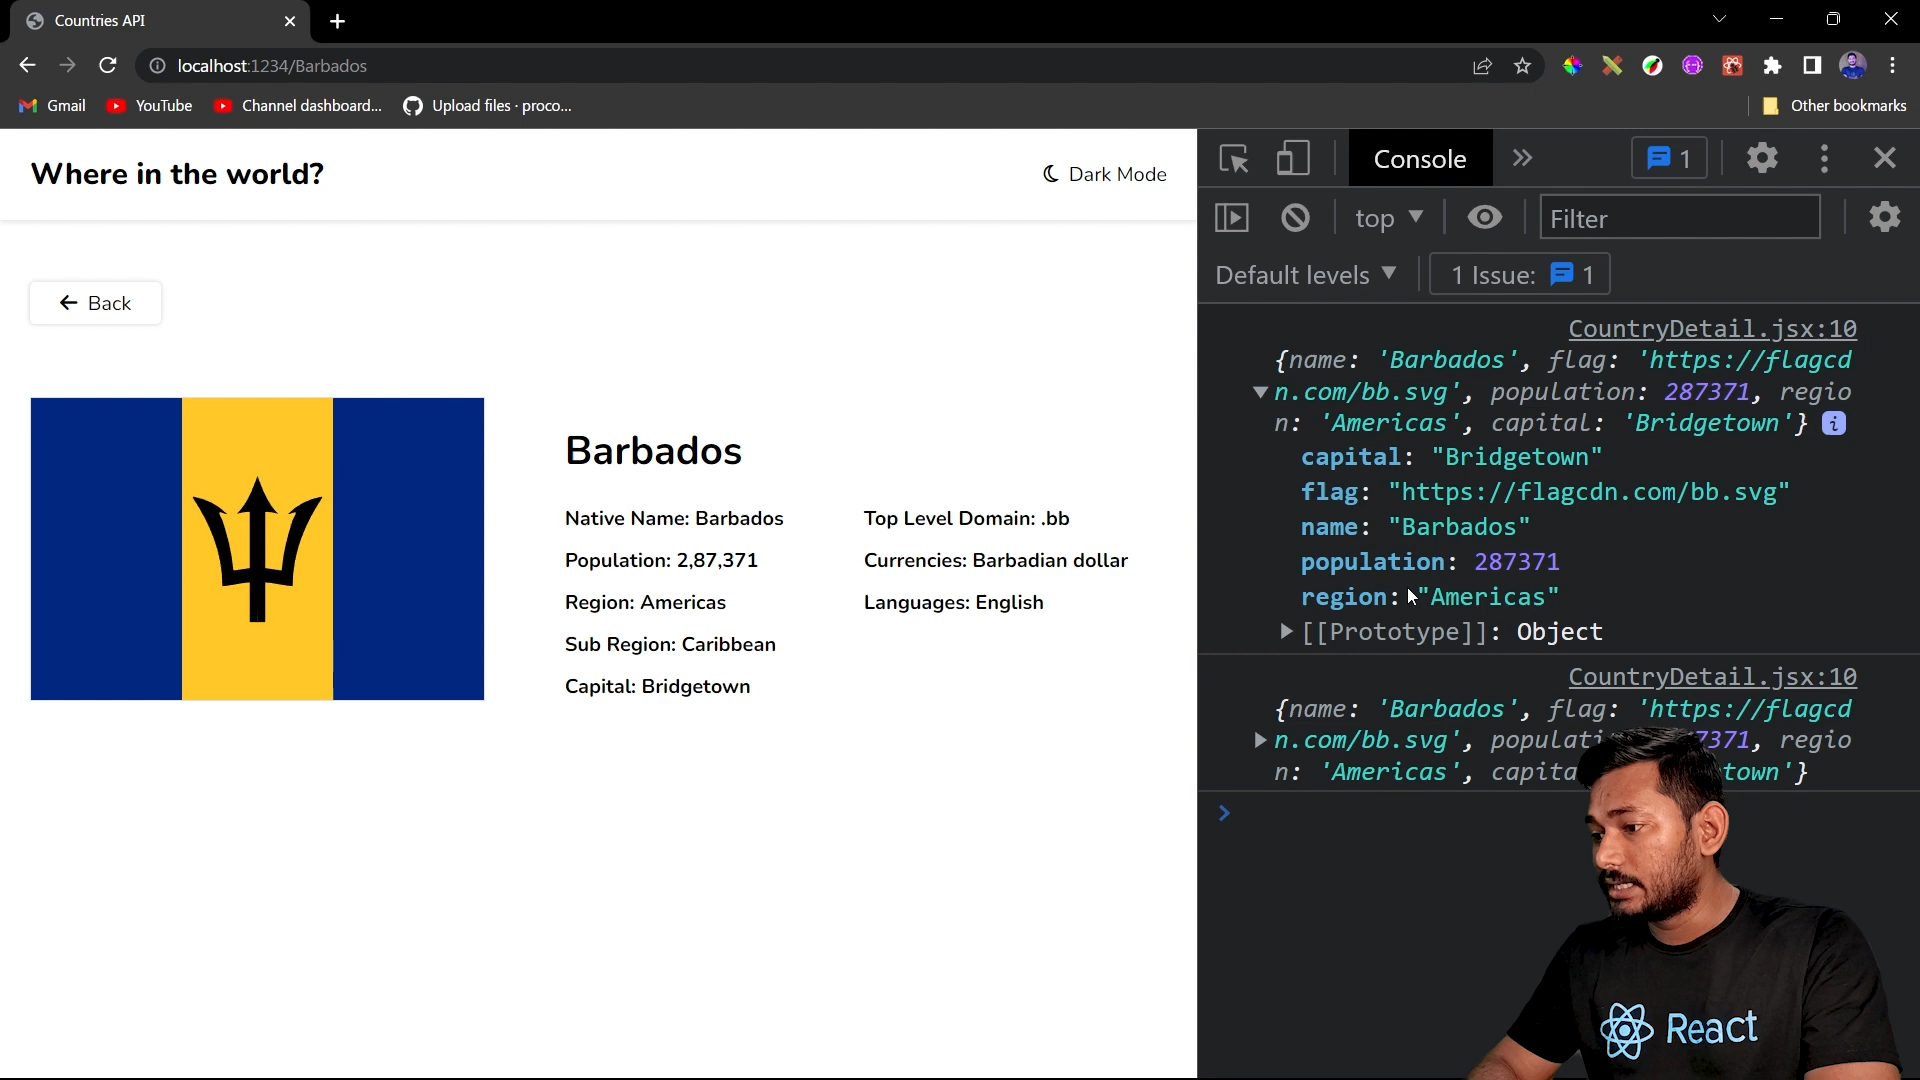 Countries API
localhost:1234/Barbados
Gmail
YouTube
Channel dashboard...
Upload files · proco...
Other bookmarks
Where in the world?
Dark Mode
Back
Barbados
Native Name: Barbados
Population: 2,87,371
Region: Americas
Sub Region: Caribbean
Capital: Bridgetown
Top Level Domain: .bb
Currencies: Barbadian dollar
Languages: English
Console
1
top
Filter
Default levels
1 Issue: 1
CountryDetail.jsx:10
{name: 'Barbados', flag: 'https://flagcd
n.com/bb.svg', population: 287371, regio
n: 'Americas', capital: 'Bridgetown'}
capital: "Bridgetown"
flag: "https://flagcdn.com/bb.svg"
name: "Barbados"
population: 287371
region: "Americas"
[[Prototype]]: Object
CountryDetail.jsx:10
{name: 'Barbados', flag: 'https://flagcd
n.com/bb.svg', 7371, regio
n: 'Americas', town'}
React